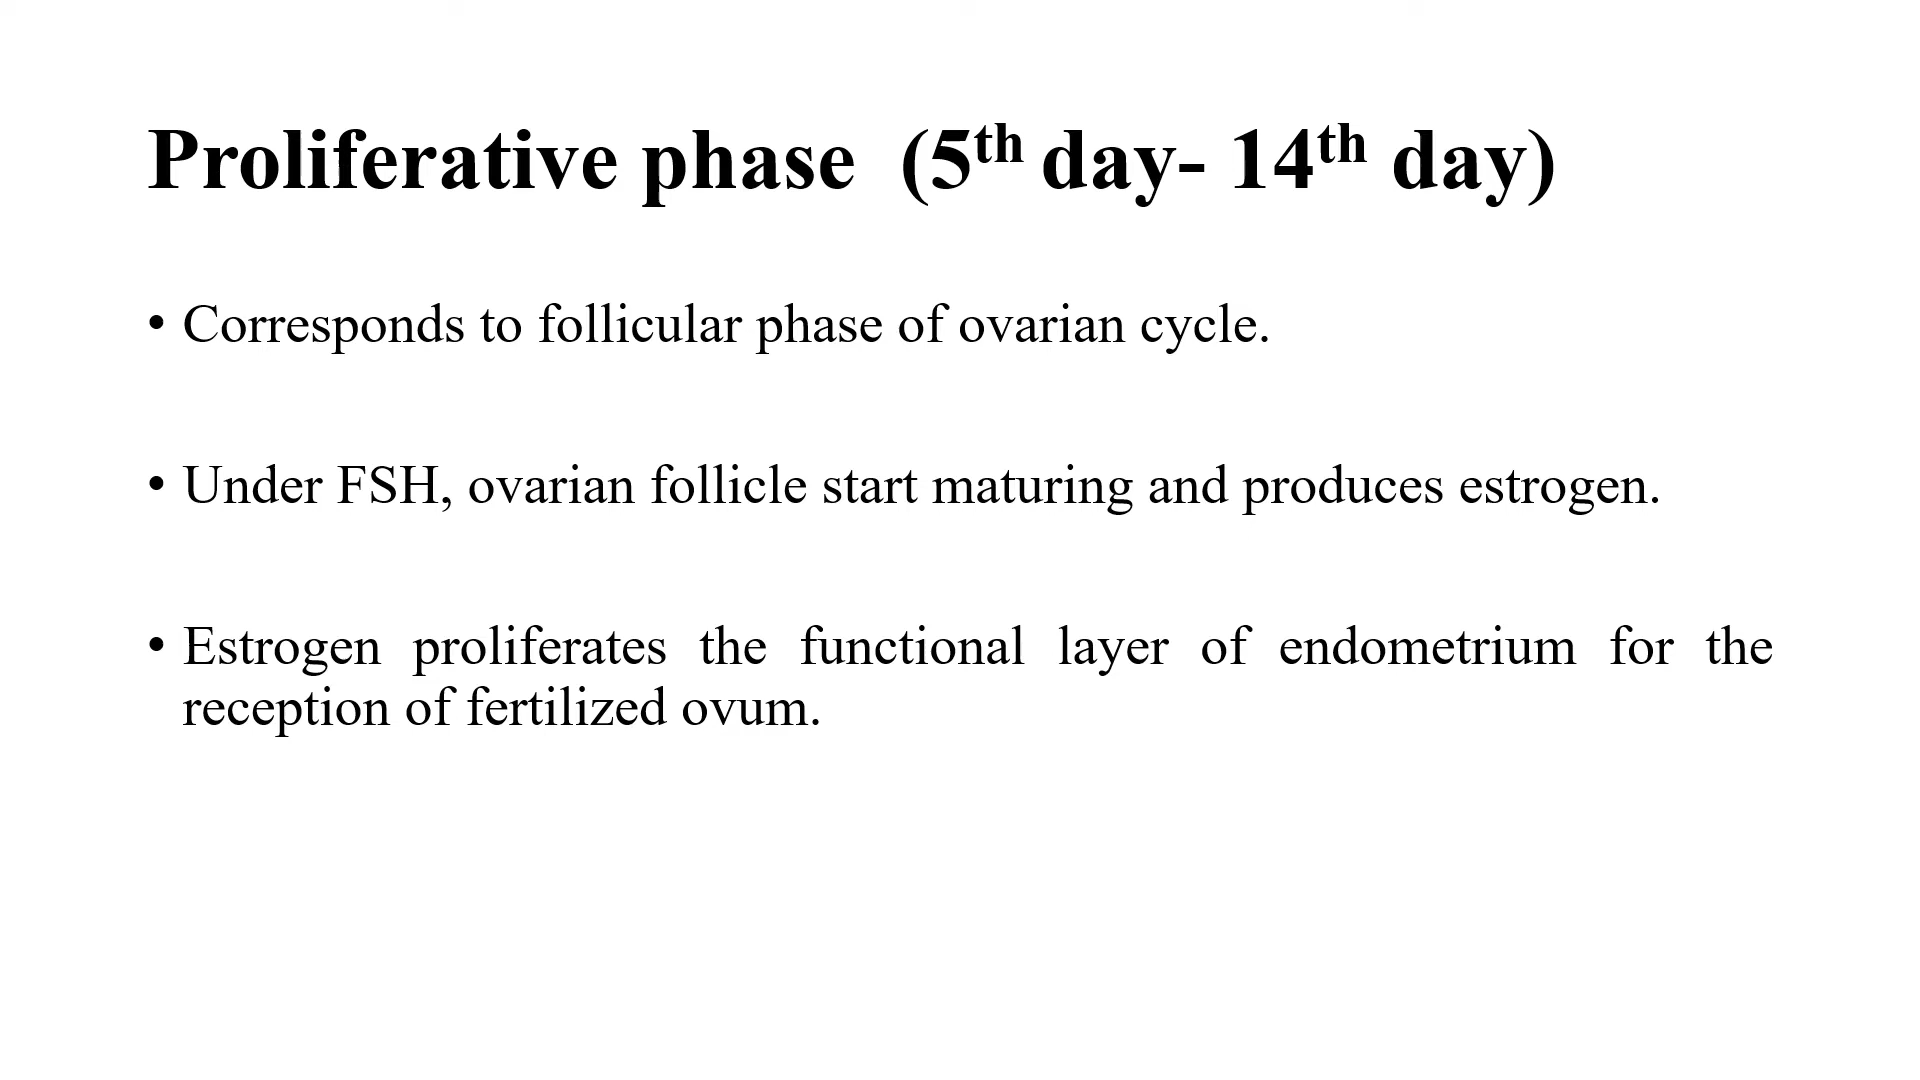 Proliferative phase (5th day- 14th day)
• Corresponds to follicular phase of ovarian cycle.
• Under FSH, ovarian follicle start maturing and produces estrogen.
• Estrogen proliferates the functional layer of endometrium for the
reception of fertilized ovum.